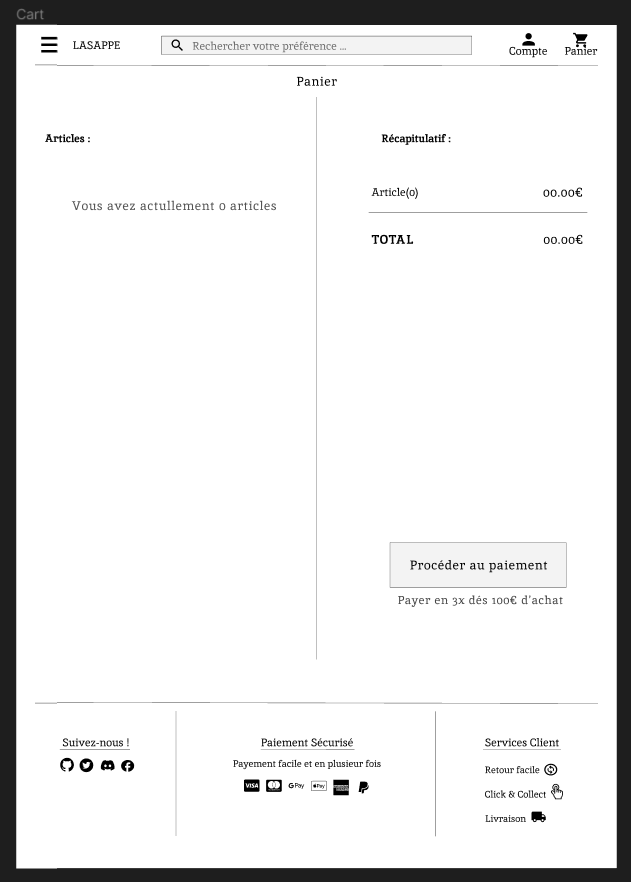 Cart
LASAPPE
Rechercher votre préférence ...
Compte
Panier
Panier
Articles :
Vous avez actullement 0 articles
Récapitulatif :
Article(0)
00.00€
TOTAL
00.00€
Procéder au paiement
Payer en 3x dés 100€ d'achat
Suivez-nous !
Paiement Sécurisé
Payement facile et en plusieur fois
VISA
G Pay
Services Client
Retour facile
Click & Collect
Livraison